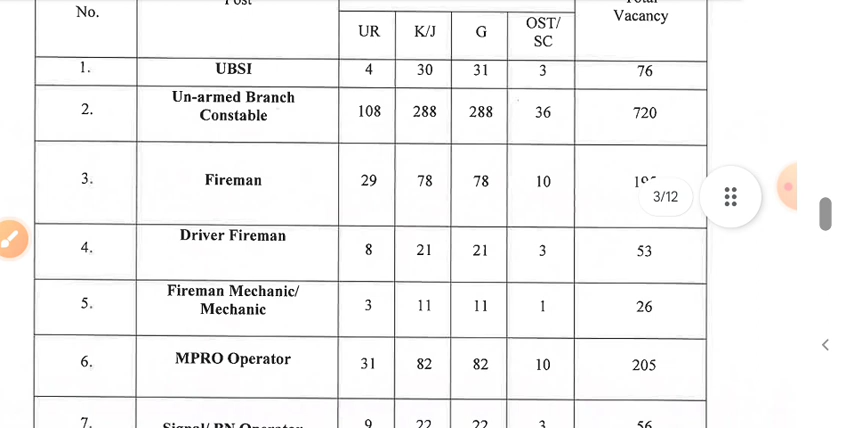 No.
UR K/J G OST/ SC
Vacancy
1. UBSI 4 30 31 3 76
2. Un-armed Branch Constable 108 288 288 36 720
3. Fireman 29 78 78 10
3/12
4. Driver Fireman 8 21 21 3 53
5. Fireman Mechanic/ Mechanic 3 11 11 1 26
6. MPRO Operator 31 82 82 10 205
7. 9 22 22 3 56